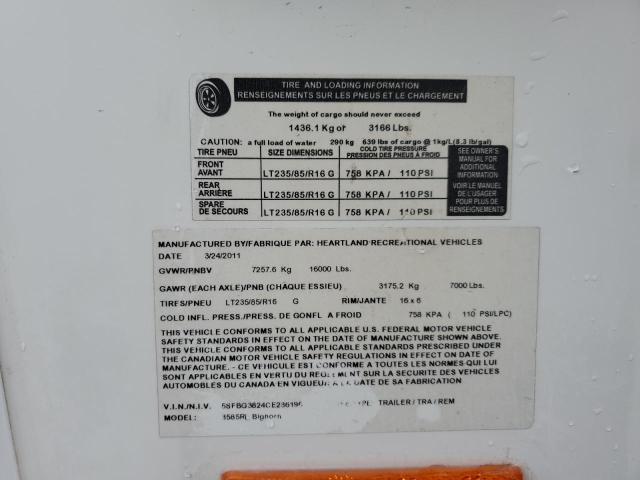 TIRE AND LOADING INFORMATION
RENSEIGNEMENTS SUR LES PNEUS ET LE CHARGEMENT
The weight of cargo should never exceed
1436.1 Kg or 3166 Lbs.
CAUTION: a full load of water 290 kg 639 lbs of cargo @ 1kg/L(8.3 lb/gal)
TIRE PNEU SIZE DIMENSIONS COLD TIRE PRESSURE
PRESSION DES PNEUS À FROID
FRONT
AVANT LT235/85/R16 G 758 KPA / 110 PSI
REAR
ARRIÈRE LT235/85/R16 G 758 KPA / 110 PSI
SPARE
DE SECOURS LT235/85/R16 G 758 KPA / 110 PSI
SEE OWNER'S
MANUAL FOR
ADDITIONAL
INFORMATION
VOIR LE MANUEL
DE L'USAGER
POUR PLUS DE
RENSEIGNEMENTS
MANUFACTURED BY/FABRIQUE PAR: HEARTLAND RECREATIONAL VEHICLES
DATE 3/24/2011
GVWR/PNBV 7257.6 Kg 16000 Lbs.
GAWR (EACH AXLE)/PNB (CHAQUE ESSIEU) 3175.2 Kg 7000 Lbs.
TIRES/PNEU LT235/85/R16 G RIM/JANTE 16 x 6
COLD INFL. PRESS./PRESS. DE GONFL A FROID 758 KPA ( 110 PSI/LPC)
THIS VEHICLE CONFORMS TO ALL APPLICABLE U.S. FEDERAL MOTOR VEHICLE
SAFETY STANDARDS IN EFFECT ON THE DATE OF MANUFACTURE SHOWN ABOVE.
THIS VEHICLE CONFORMS TO ALL APPLICABLE STANDARDS PRESCRIBED UNDER
THE CANADIAN MOTOR VEHICLE SAFETY REGULATIONS IN EFFECT ON DATE OF
MANUFACTURE. - CE VEHICULE EST CONFORME A TOUTES LES NORMES QUI LUI
SONT APPLICABLES EN VERTU DU REGLEMENT SUR LA SECURITE DES VEHICLES
AUTOMOBILES DU CANADA EN VIGUEUR A LA DATE DE SA FABRICATION
V.I.N./N.I.V. TRAILER / TRA / REM
MODEL: 3585RL Bighorn